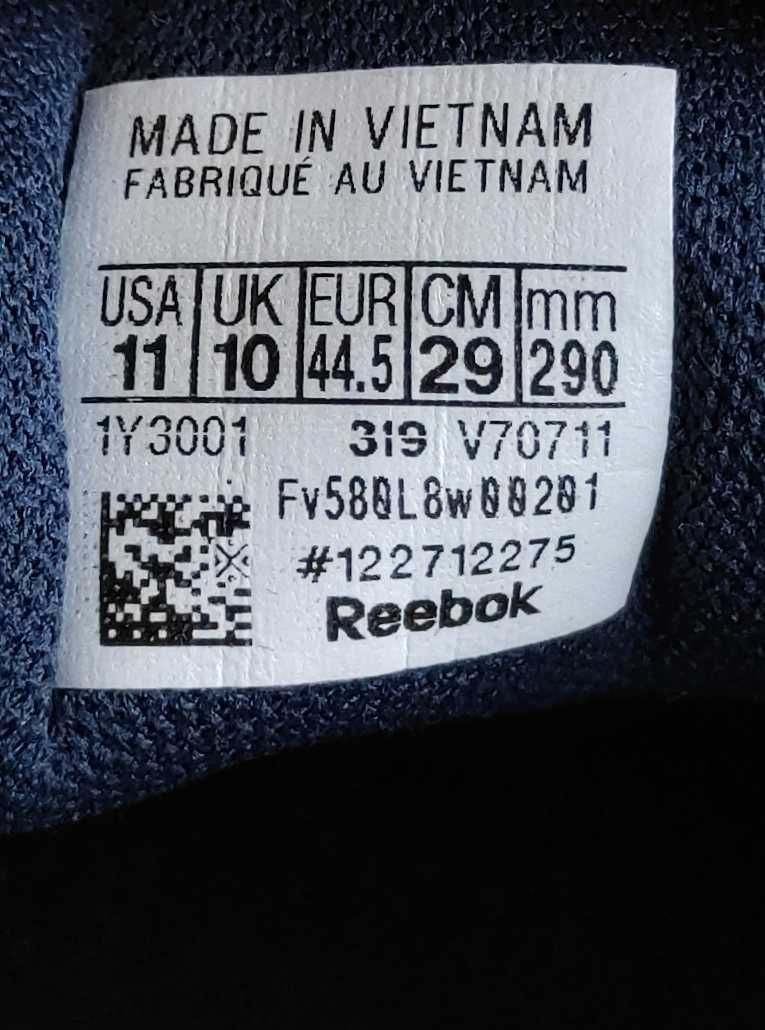 MADE IN VIETNAM
FABRIQUÉ AU VIETNAM
USA UK EUR CM mm
11 10 44.5 29 290
1Y3001 319 V70711
Fv580L8w00201
#122712275
Reebok